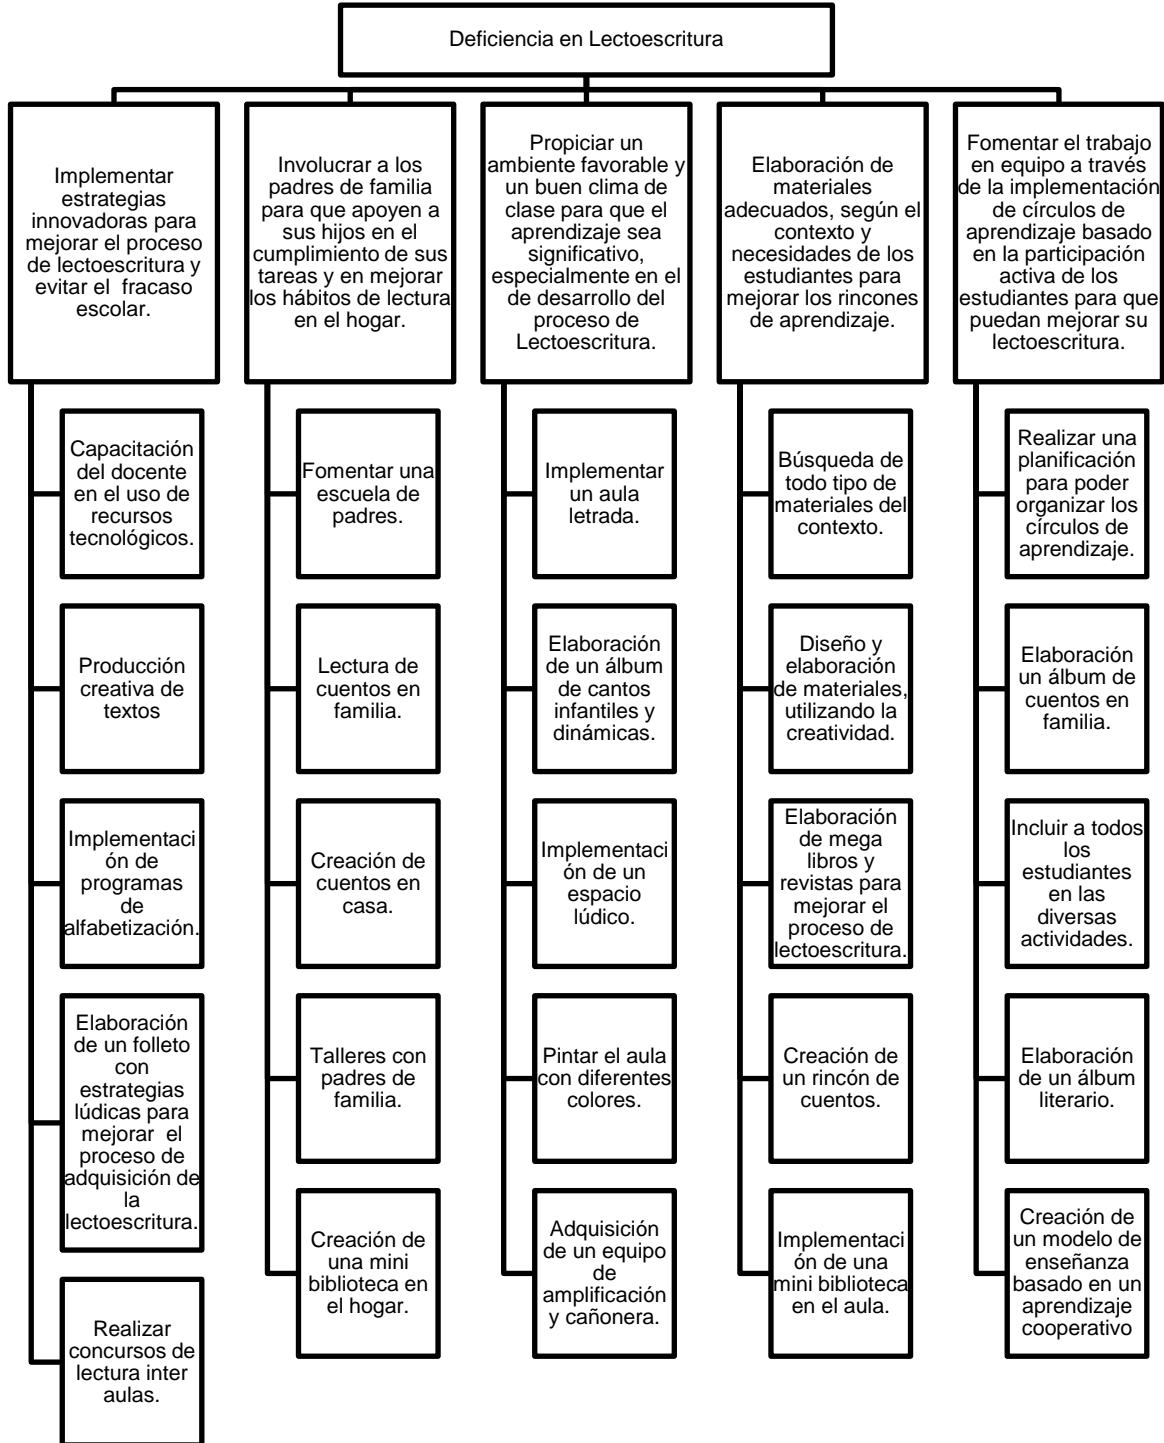 Deficiencia en Lectoescritura
Implementar
estrategias
innovadoras para
mejorar el proceso
de lectoescritura y
evitar el  fracaso
escolar.
Capacitación
del docente
en el uso de
recursos
tecnológicos.
Producción
creativa de
textos
Implementaci
ón de
programas
de
alfabetización.
Elaboración
de un folleto
con
estrategias
lúdicas para
mejorar  el
proceso de
adquisición de
la
lectoescritura.
Realizar
concursos de
lectura inter
aulas.
Involucrar a los
padres de familia
para que apoyen a
sus hijos en el
cumplimiento de sus
tareas y en mejorar
los hábitos de lectura
en el hogar.
Fomentar una
escuela de
padres.
Lectura de
cuentos en
familia.
Creación de
cuentos en
casa.
Talleres con
padres de
familia.
Creación de
una mini
biblioteca en
el hogar.
Propiciar un
ambiente favorable y
un buen clima de
clase para que el
aprendizaje sea
significativo,
especialmente en el
de desarrollo del
proceso de
Lectoescritura.
Implementar
un aula
letrada.
Elaboración
de un álbum
de cantos
infantiles y
dinámicas.
Implementaci
ón de un
espacio
lúdico.
Pintar el aula
con diferentes
colores.
Adquisición
de un equipo
de
amplificación
y cañonera.
Elaboración de
materiales
adecuados, según el
contexto y
necesidades de los
estudiantes para
mejorar los rincones
de aprendizaje.
Búsqueda de
todo tipo de
materiales del
contexto.
Diseño y
elaboración
de materiales,
utilizando la
creatividad.
Elaboración
de mega
libros y
revistas para
mejorar el
proceso de
lectoescritura.
Creación de
un rincón de
cuentos.
Implementaci
ón de una
mini biblioteca
en el aula.
Fomentar el trabajo
en equipo a través
de la implementación
de círculos de
aprendizaje basado
en la participación
activa de los
estudiantes para que
puedan mejorar su
lectoescritura.
Realizar una
planificación
para poder
organizar los
círculos de
aprendizaje.
Elaboración
un álbum de
cuentos en
familia.
Incluir a todos
los
estudiantes
en las
diversas
actividades.
Elaboración
de un álbum
literario.
Creación de
un modelo de
enseñanza
basado en un
aprendizaje
cooperativo